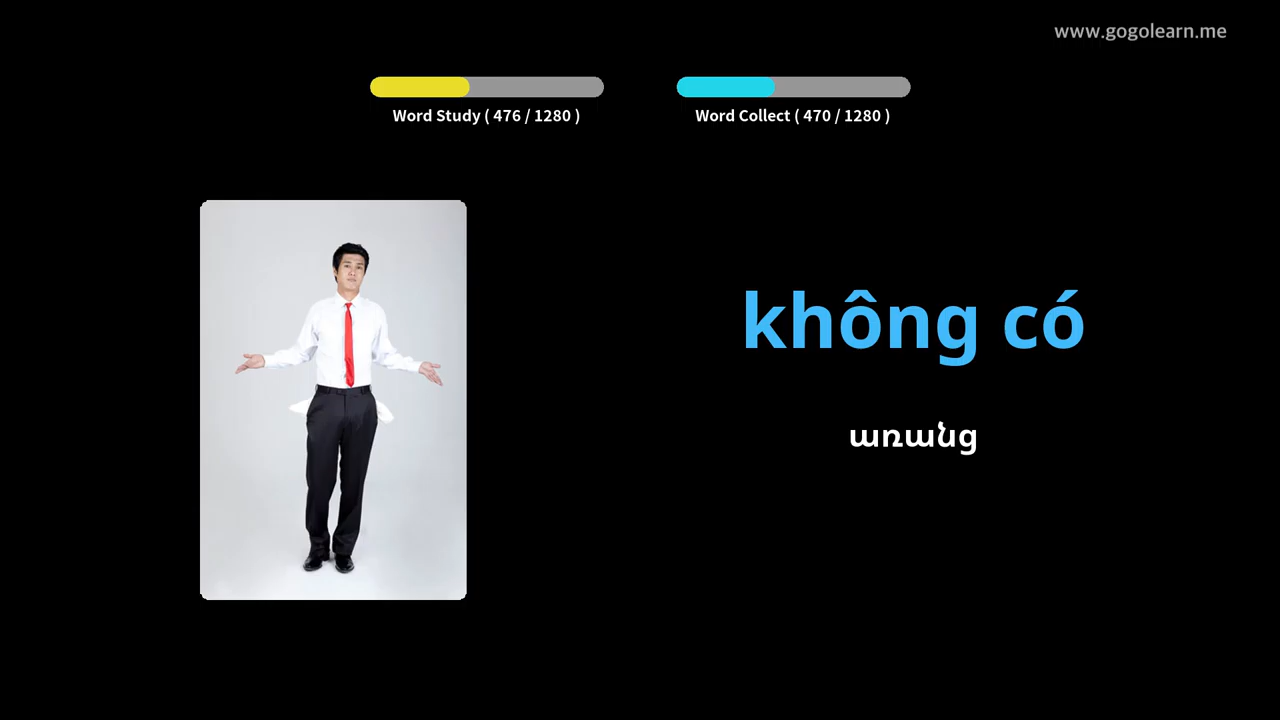 www.gogolearn.me
Word Study ( 476 / 1280 )
Word Collect ( 470 / 1280 )
không có
առանց